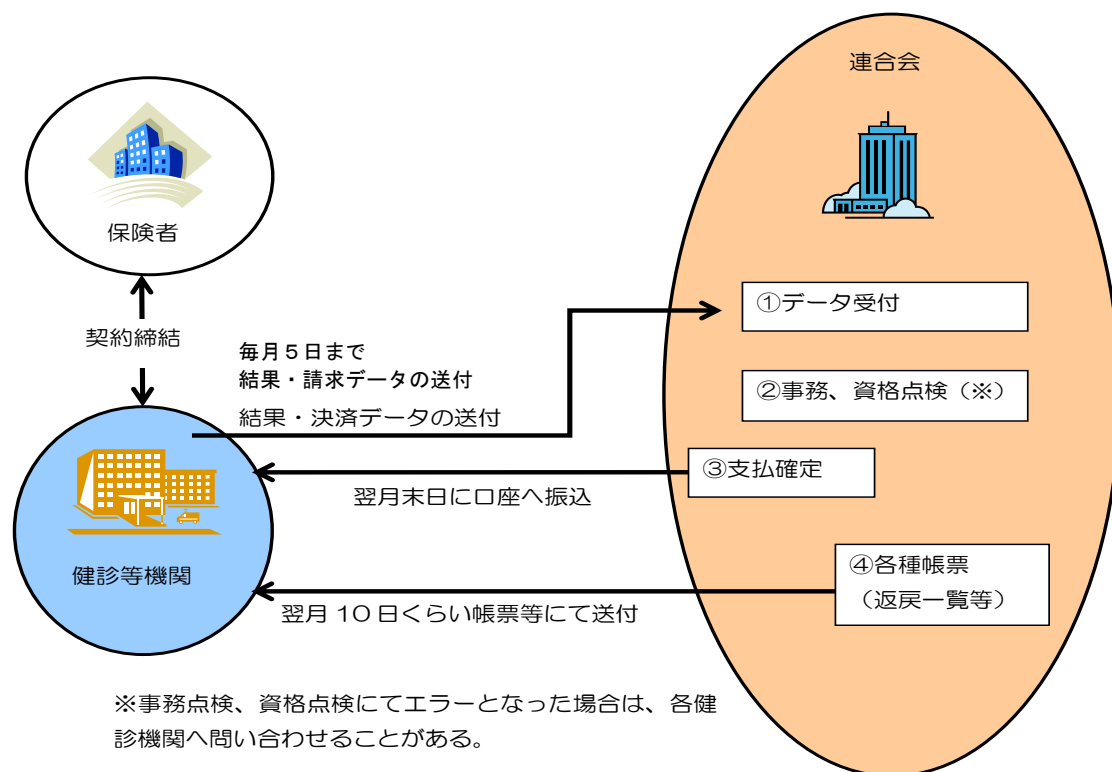 連合会
保険者
契約締結
毎月５日まで
結果・請求データの送付
結果・決済データの送付
①データ受付
②事務、資格点検（※）
③支払確定
翌月末日に口座へ振込
健診等機関
④各種帳票
（返戻一覧等）
翌月 10 日くらい帳票等にて送付
※事務点検、資格点検にてエラーとなった場合は、各健
診機関へ問い合わせることがある。